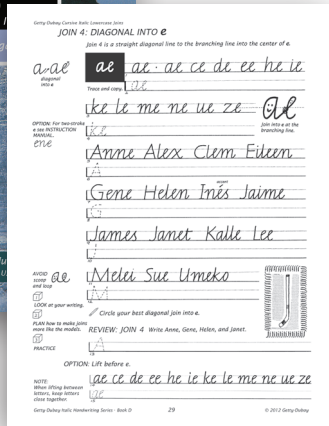 Getty-Dubay Cursive Italic Lowercase Joins
JOIN 4: DIAGONAL INTO e
Join 4 is a straight diagonal line to the branching line into the center of e.
a e ae
diagonal into e
ae ae · ae ce de ee he ie
Trace and copy. ae
ke le me ne ue ze
ae
Join into e at the branching line.
OPTION: For two-stroke e see INSTRUCTION MANUAL.
ene
ke
Anne Alex Clem Eileen
A
accent
Gene Helen Inés Jaime
G
James Janet Kalle Lee
J
AVOID scoop and loop
ae
Melei Sue Umeko
M
LOOK at your writing.
Circle your best diagonal join into e.
PLAN how to make joins more like the models.
REVIEW: JOIN 4 Write Anne, Gene, Helen, and Janet.
PRACTICE
A
OPTION: Lift before e.
NOTE: When lifting between letters, keep letters close together.
ae ce de ee he ie ke le me ne ue ze
ae
Getty-Dubay Italic Handwriting Series · Book D
29
© 2012 Getty-Dubay